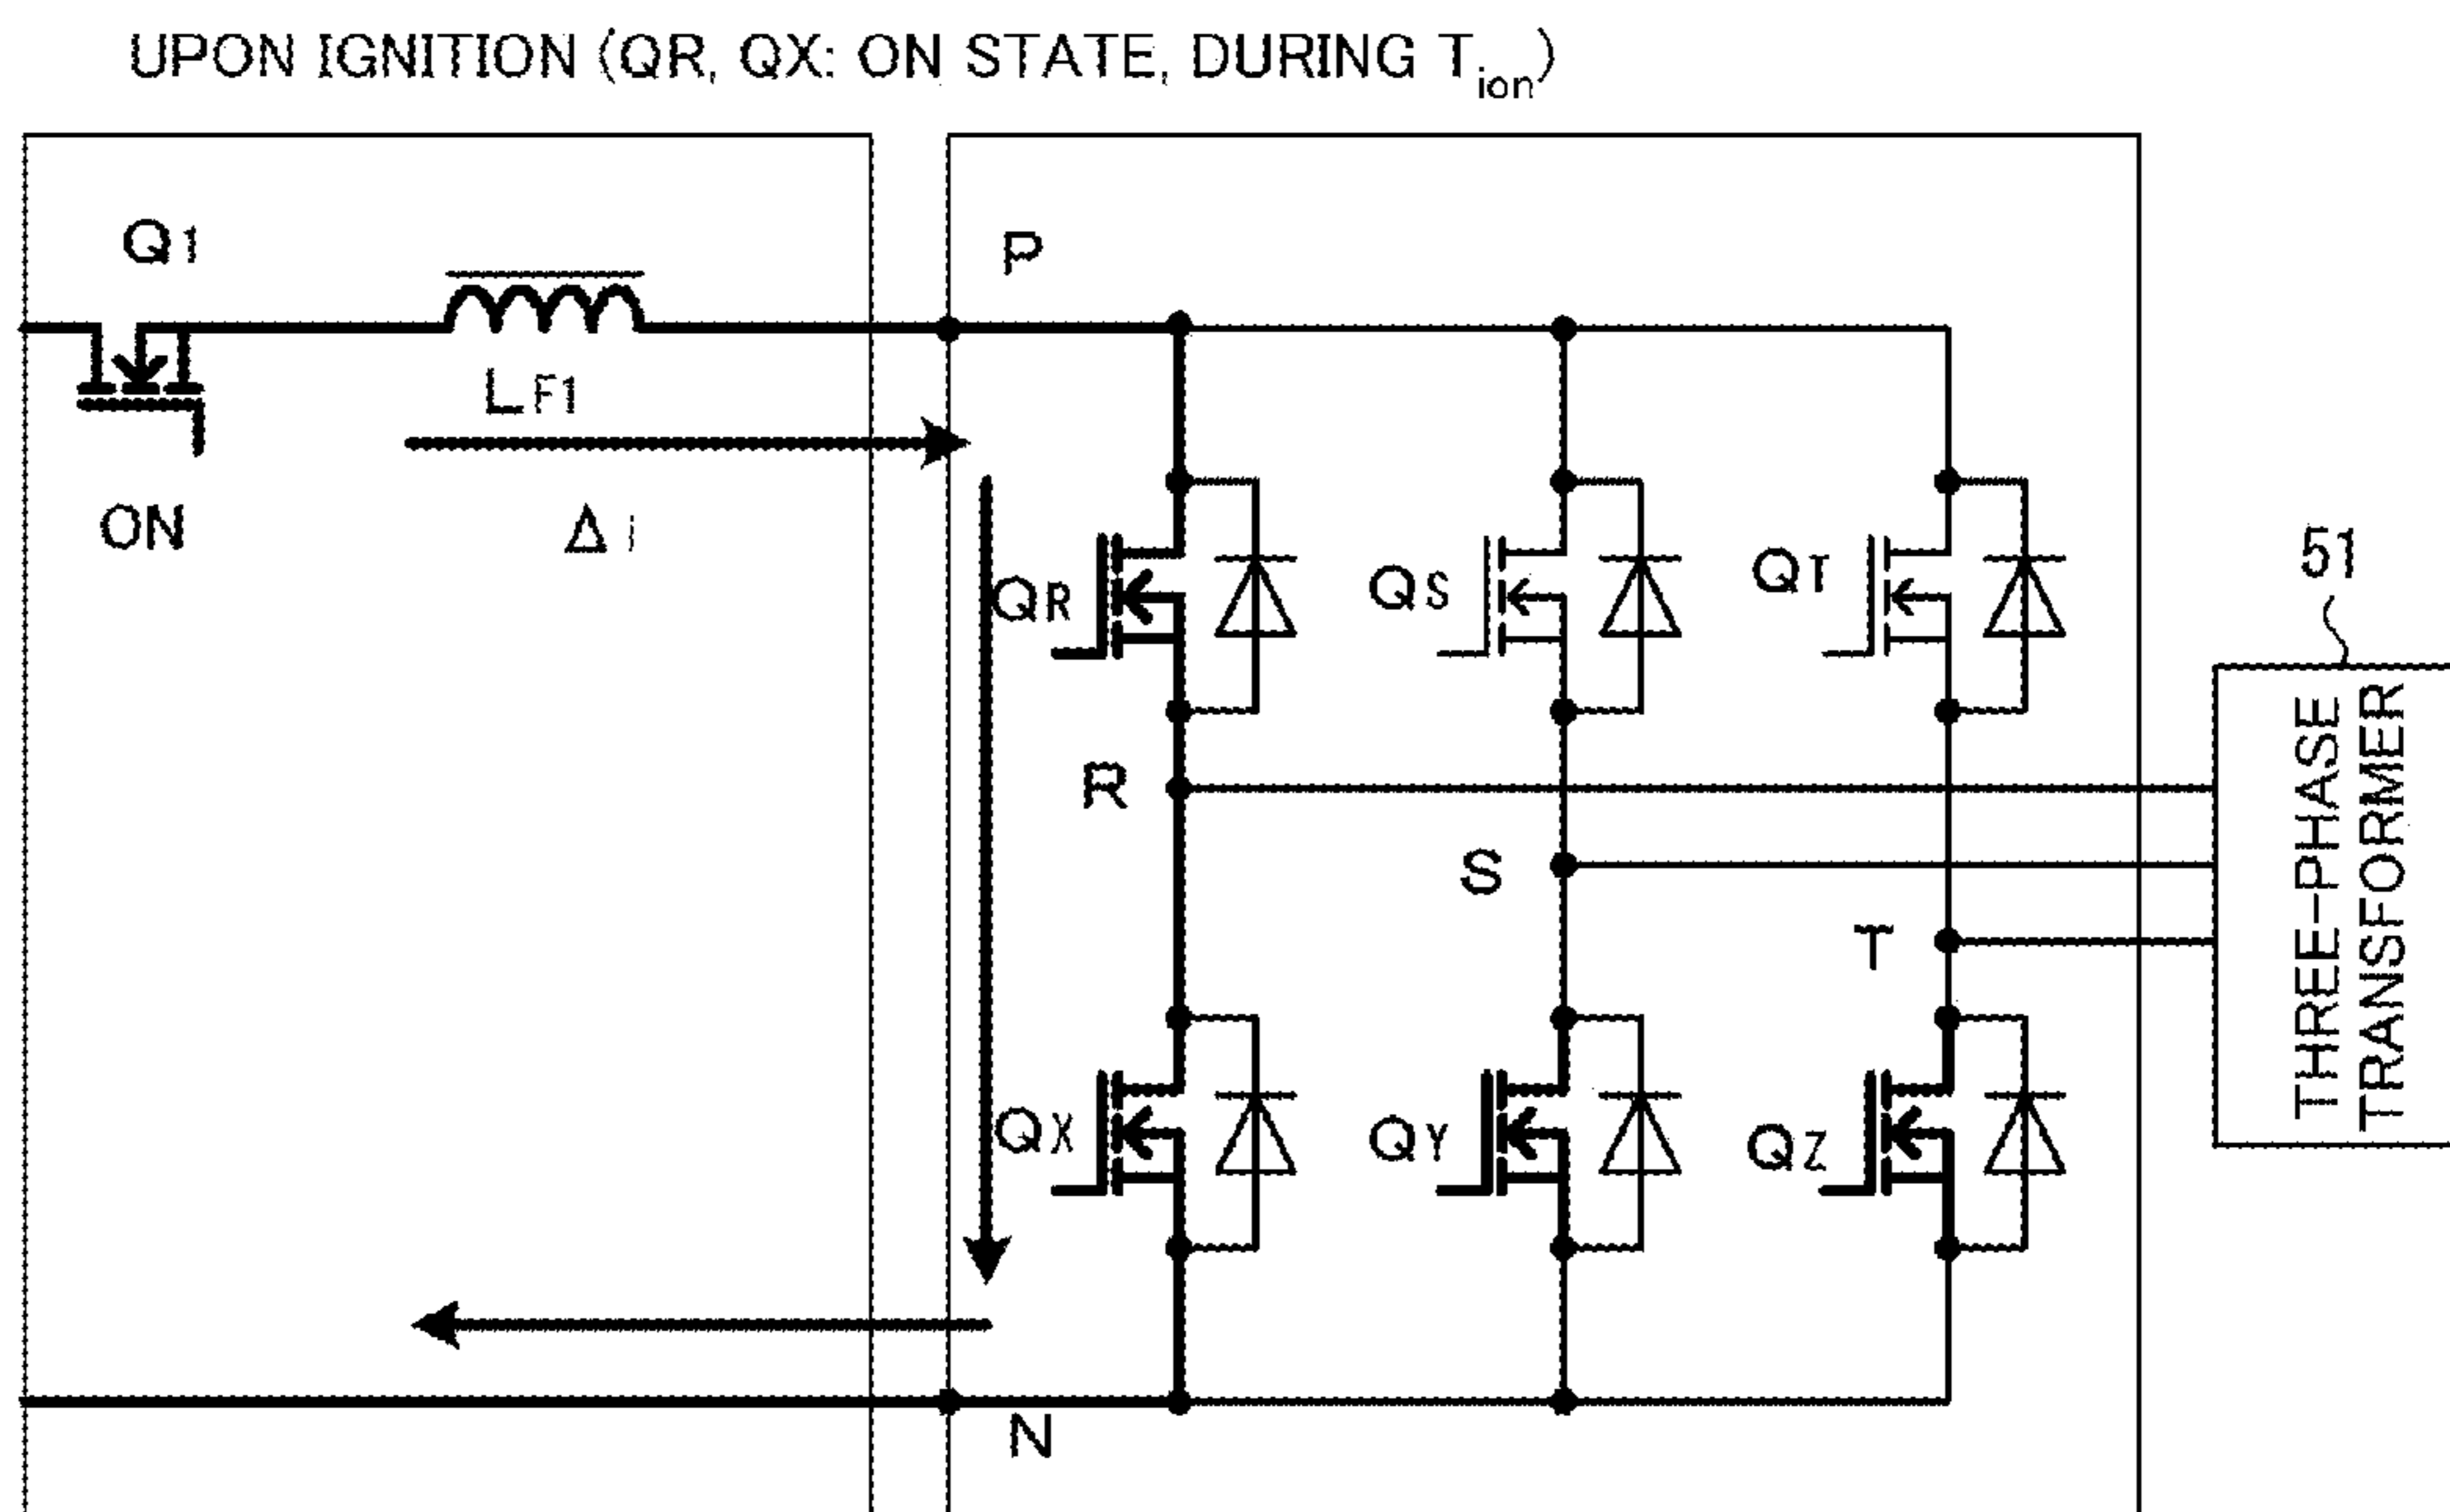 UPON IGNITION (QR, QX: ON STATE, DURING Tion)
Q1
P
LF1
ON
Δi
QR
QS
QT
51
R
S
T
THREE-PHASE
TRANSFORMER
QX
QY
QZ
N